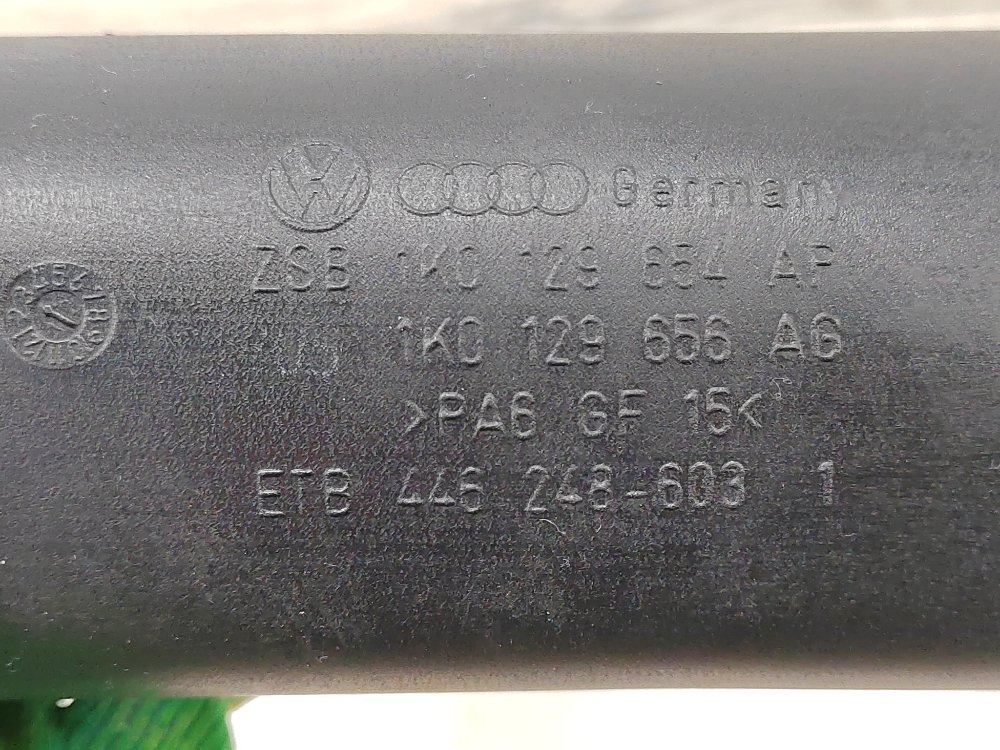 Germany
ZSB 1K0 129 654 AP
1K0 129 656 AG
>PA6 GF 15<
ETB 446 248-603 1